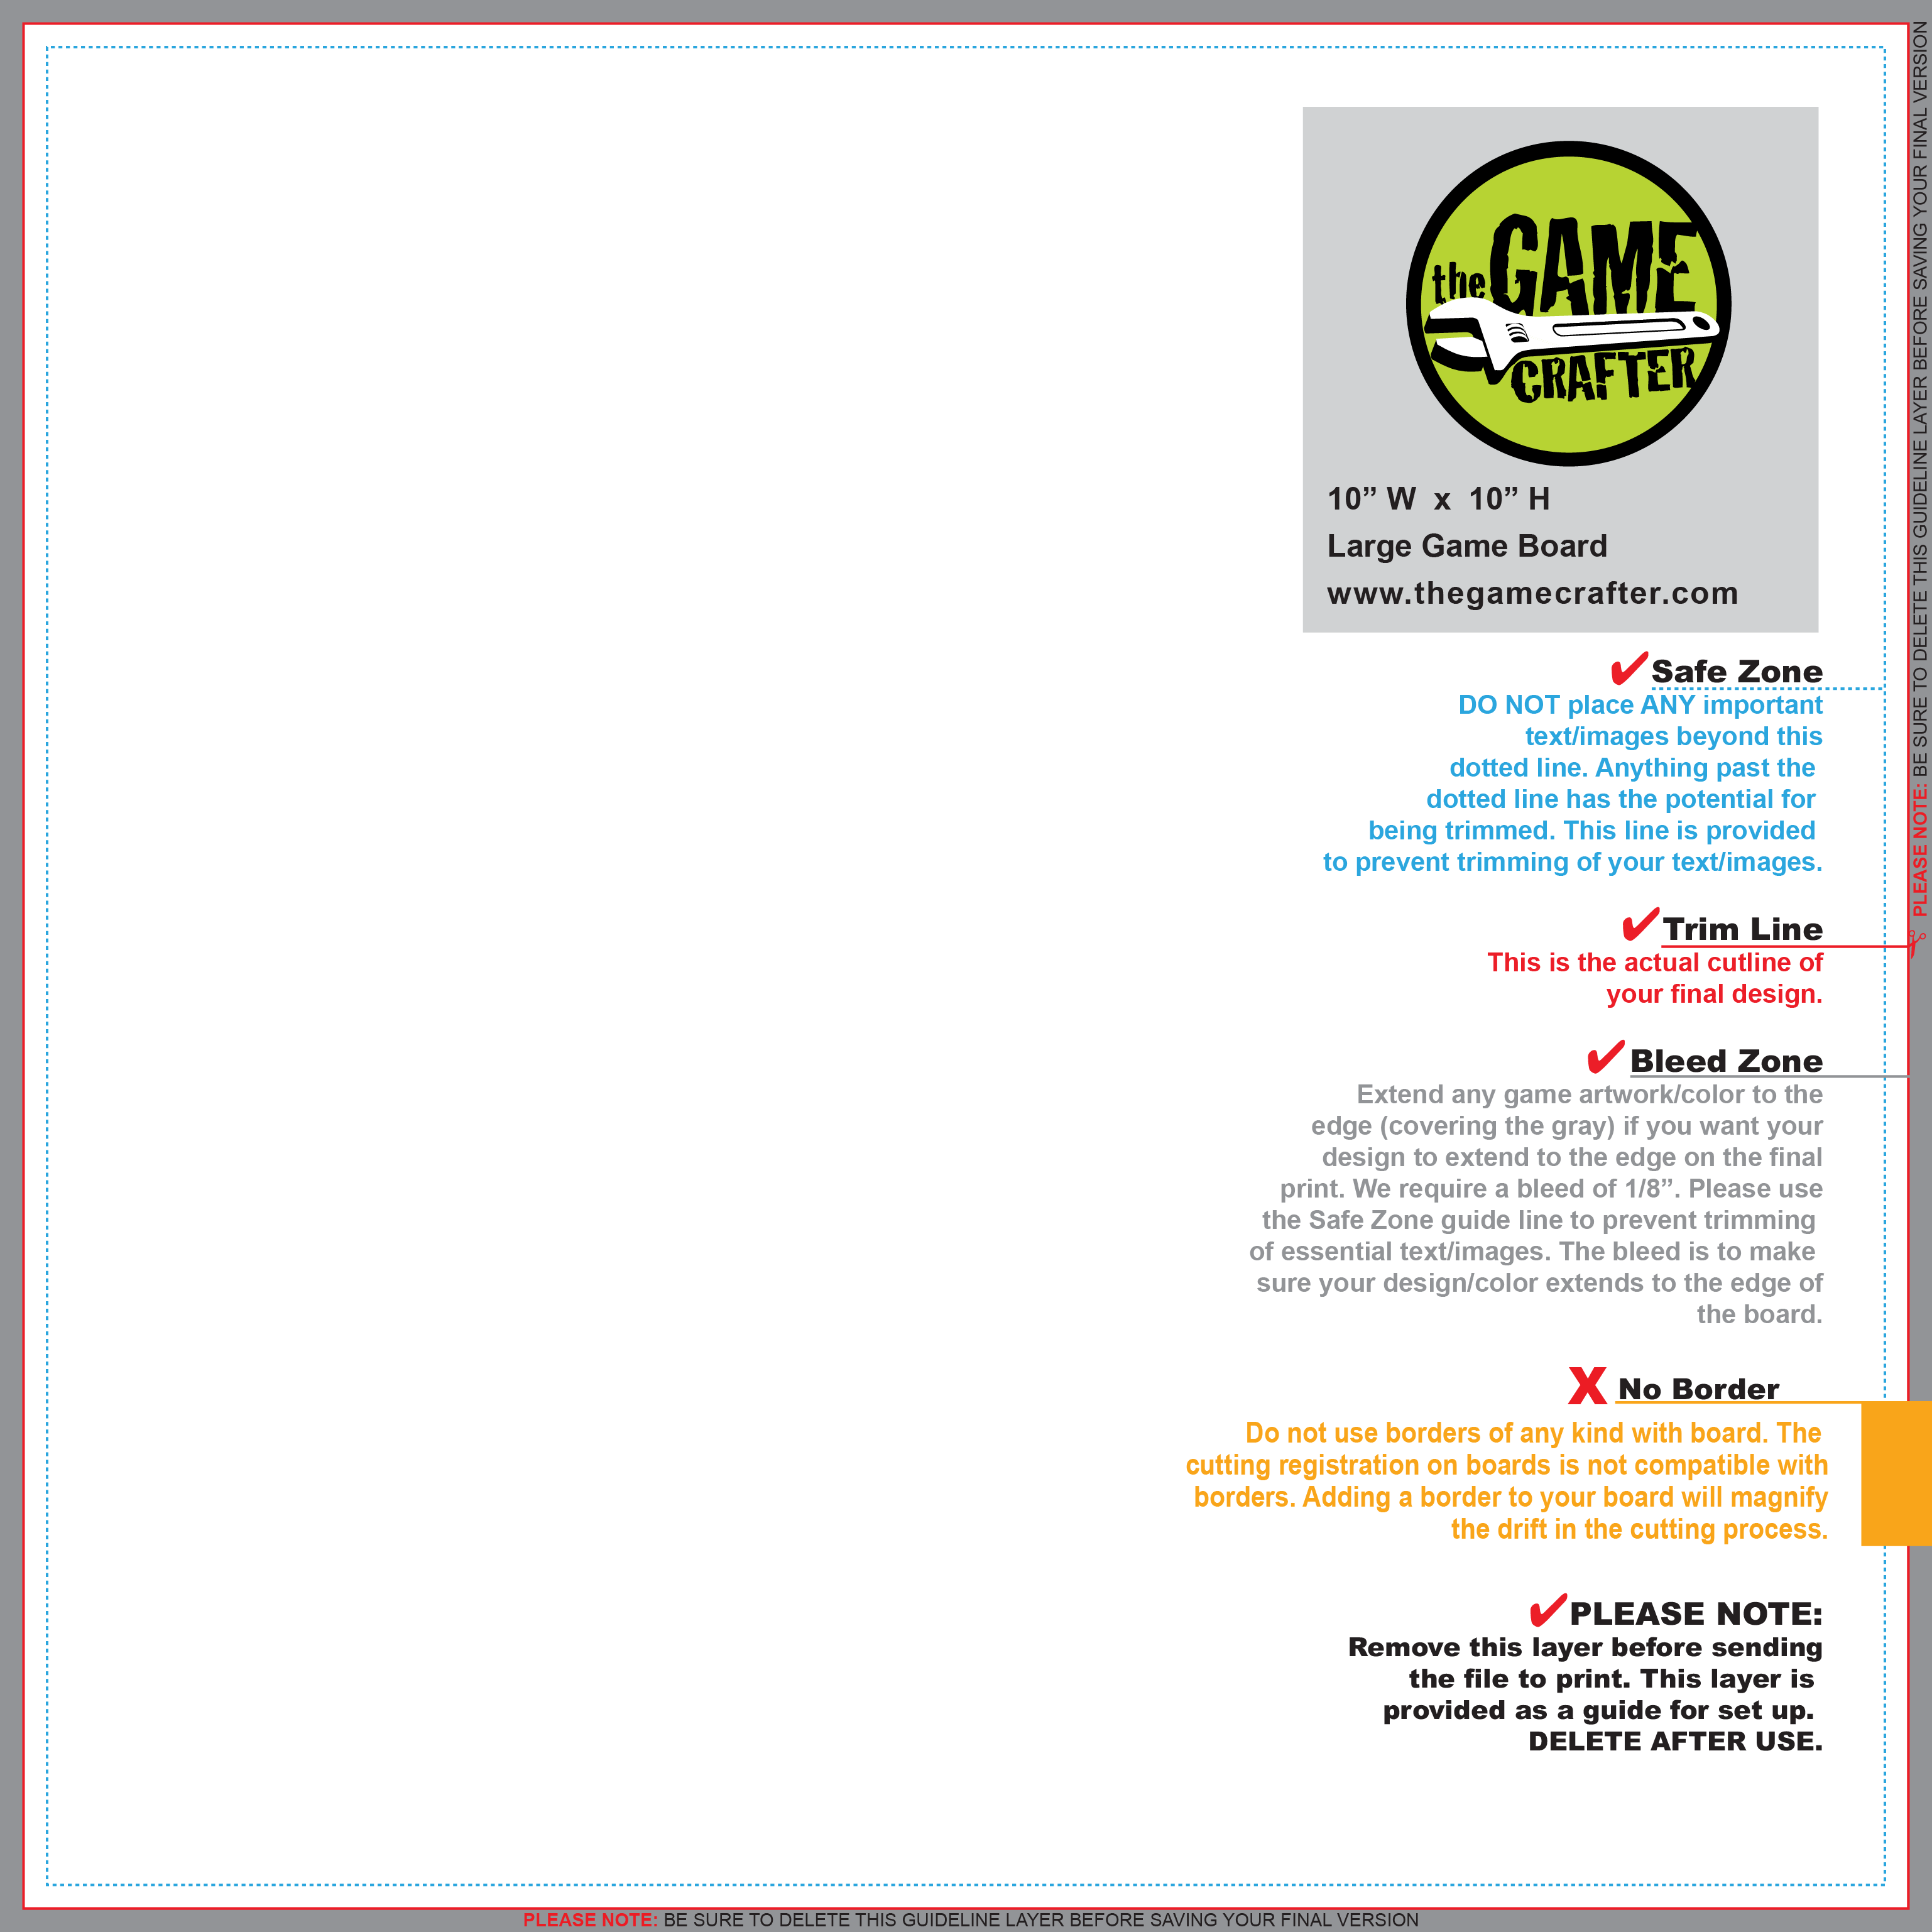 the GAME
CRAFTER
10” W x 10” H
Large Game Board
www.thegamecrafter.com
Safe Zone
DO NOT place ANY important
text/images beyond this
dotted line. Anything past the
dotted line has the potential for
being trimmed. This line is provided
to prevent trimming of your text/images.
Trim Line
This is the actual cutline of
your final design.
Bleed Zone
Extend any game artwork/color to the
edge (covering the gray) if you want your
design to extend to the edge on the final
print. We require a bleed of 1/8”. Please use
the Safe Zone guide line to prevent trimming
of essential text/images. The bleed is to make
sure your design/color extends to the edge of
the board.
X No Border
Do not use borders of any kind with board. The
cutting registration on boards is not compatible with
borders. Adding a border to your board will magnify
the drift in the cutting process.
PLEASE NOTE:
Remove this layer before sending
the file to print. This layer is
provided as a guide for set up.
DELETE AFTER USE.
PLEASE NOTE: BE SURE TO DELETE THIS GUIDELINE LAYER BEFORE SAVING YOUR FINAL VERSION
PLEASE NOTE: BE SURE TO DELETE THIS GUIDELINE LAYER BEFORE SAVING YOUR FINAL VERSION